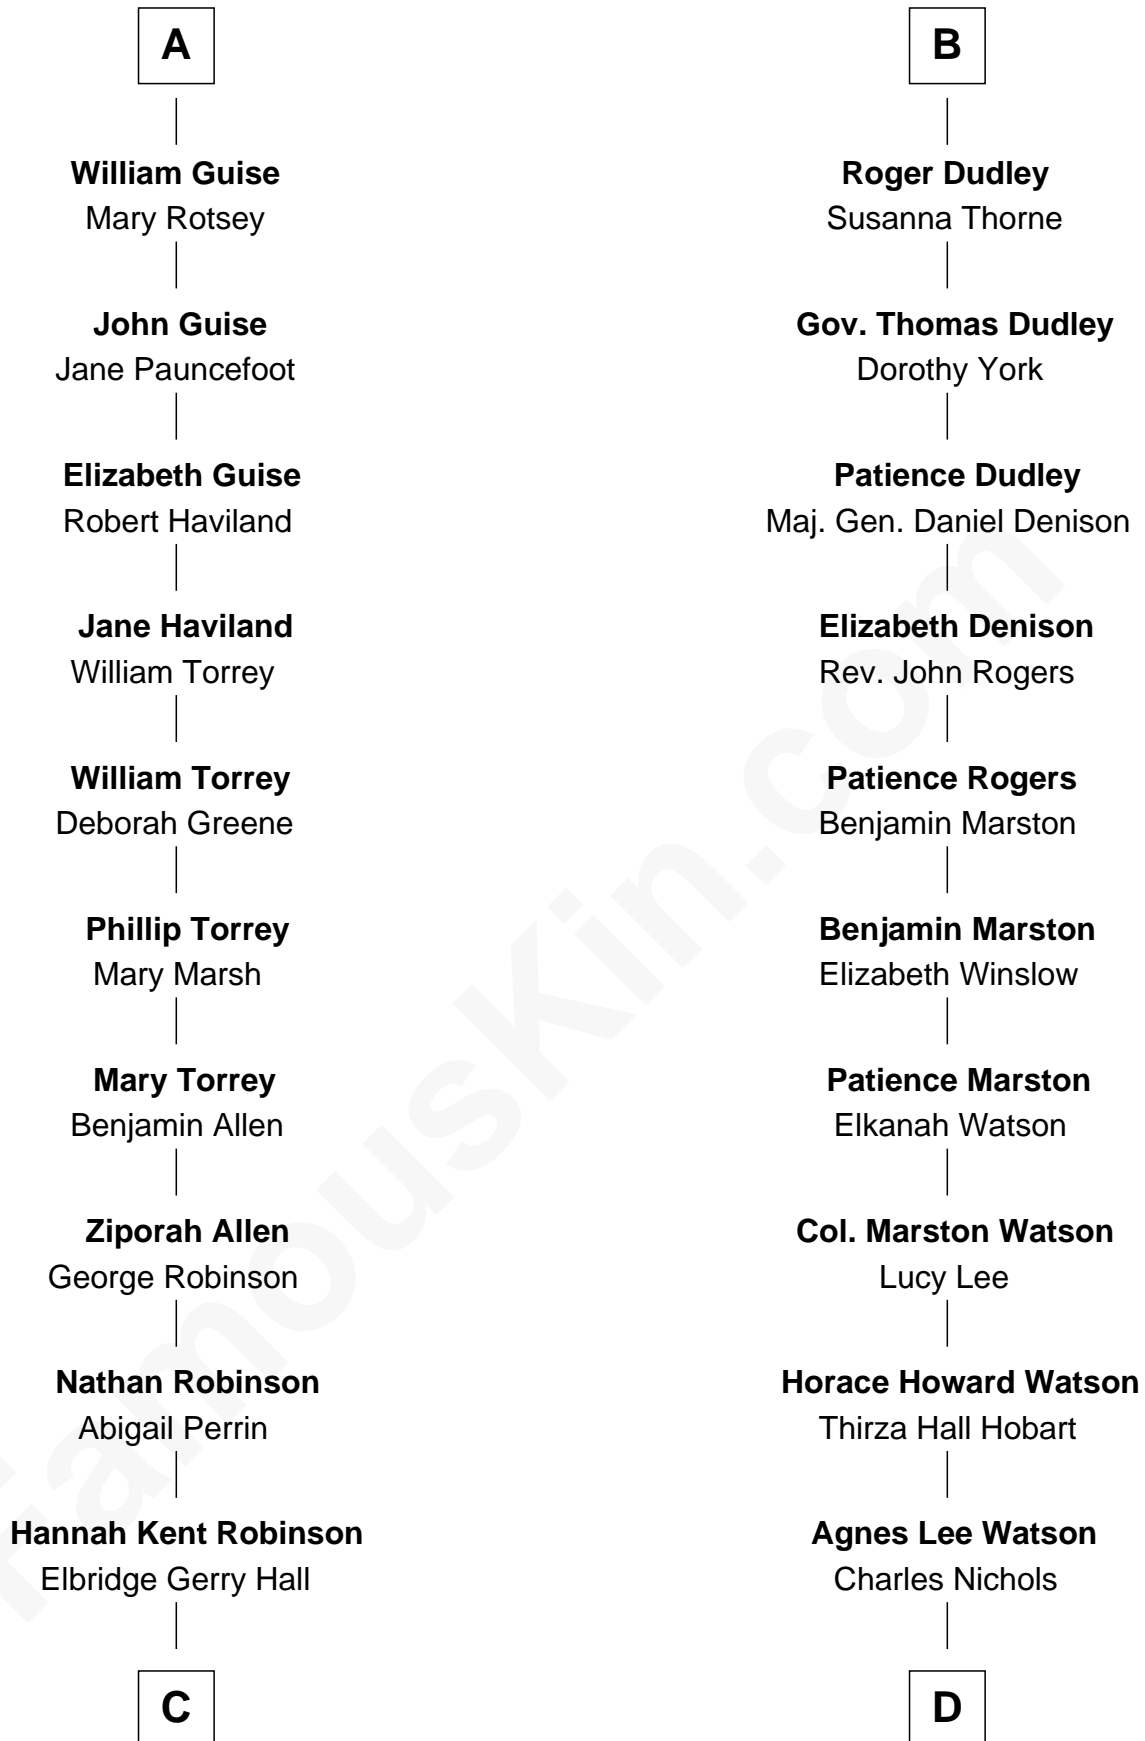 A
William Guise
Mary Rotsey
John Guise
Jane Pauncefoot
Elizabeth Guise
Robert Haviland
Jane Haviland
William Torrey
William Torrey
Deborah Greene
Phillip Torrey
Mary Marsh
Mary Torrey
Benjamin Allen
Ziporah Allen
George Robinson
Nathan Robinson
Abigail Perrin
Hannah Kent Robinson
Elbridge Gerry Hall
C
B
Roger Dudley
Susanna Thorne
Gov. Thomas Dudley
Dorothy York
Patience Dudley
Maj. Gen. Daniel Denison
Elizabeth Denison
Rev. John Rogers
Patience Rogers
Benjamin Marston
Benjamin Marston
Elizabeth Winslow
Patience Marston
Elkanah Watson
Col. Marston Watson
Lucy Lee
Horace Howard Watson
Thirza Hall Hobart
Agnes Lee Watson
Charles Nichols
D
famouskin.com